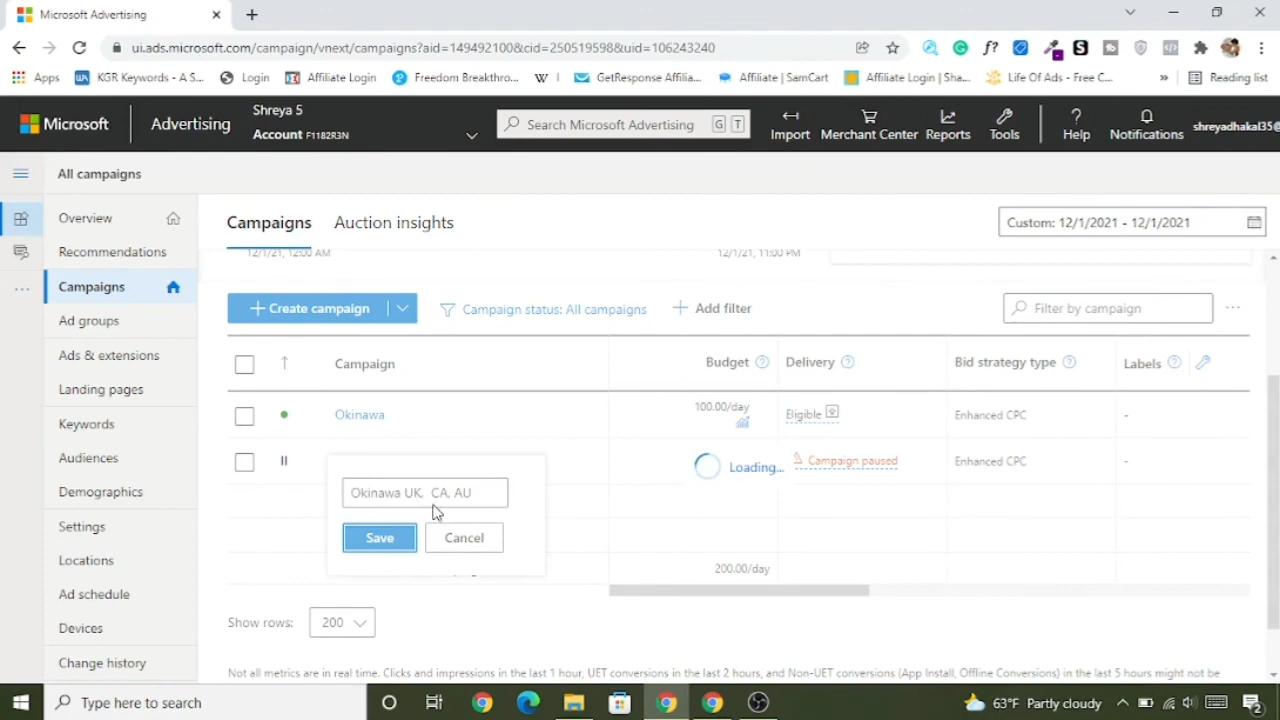 Microsoft Advertising
ui.ads.microsoft.com/campaign/vnext/campaigns?aid=149492100&cid=250519598&uid=106243240
Apps KGR Keywords - A S... Login Affiliate Login Freedom Breakthro... GetResponse Affilia... Affiliate | SamCart Affiliate Login | Sha... Life Of Ads - Free C... » Reading list
Microsoft Advertising
Shreya 5
Account F1182R3N
Search Microsoft Advertising G T
Import Merchant Center Reports Tools Help Notifications shreyadhakal35@
All campaigns
Overview
Recommendations
Campaigns
Ad groups
Ads & extensions
Landing pages
Keywords
Audiences
Demographics
Settings
Locations
Ad schedule
Devices
Change history
Campaigns Auction insights
Custom: 12/1/2021 - 12/1/2021
12/1/21, 12:00 AM 12/1/21, 11:00 PM
Create campaign Campaign status: All campaigns Add filter Filter by campaign ...
Campaign Budget Delivery Bid strategy type Labels
Okinawa 100.00/day Eligible Enhanced CPC -
Loading... Campaign paused Enhanced CPC -
Okinawa UK, CA, AU
Save Cancel
200.00/day
Show rows: 200
Not all metrics are in real time. Clicks and impressions in the last 1 hour, UET conversions in the last 2 hours, and Non-UET conversions (App Install, Offline Conversions) in the last 5 hours might not be
Type here to search
63°F Partly cloudy
2